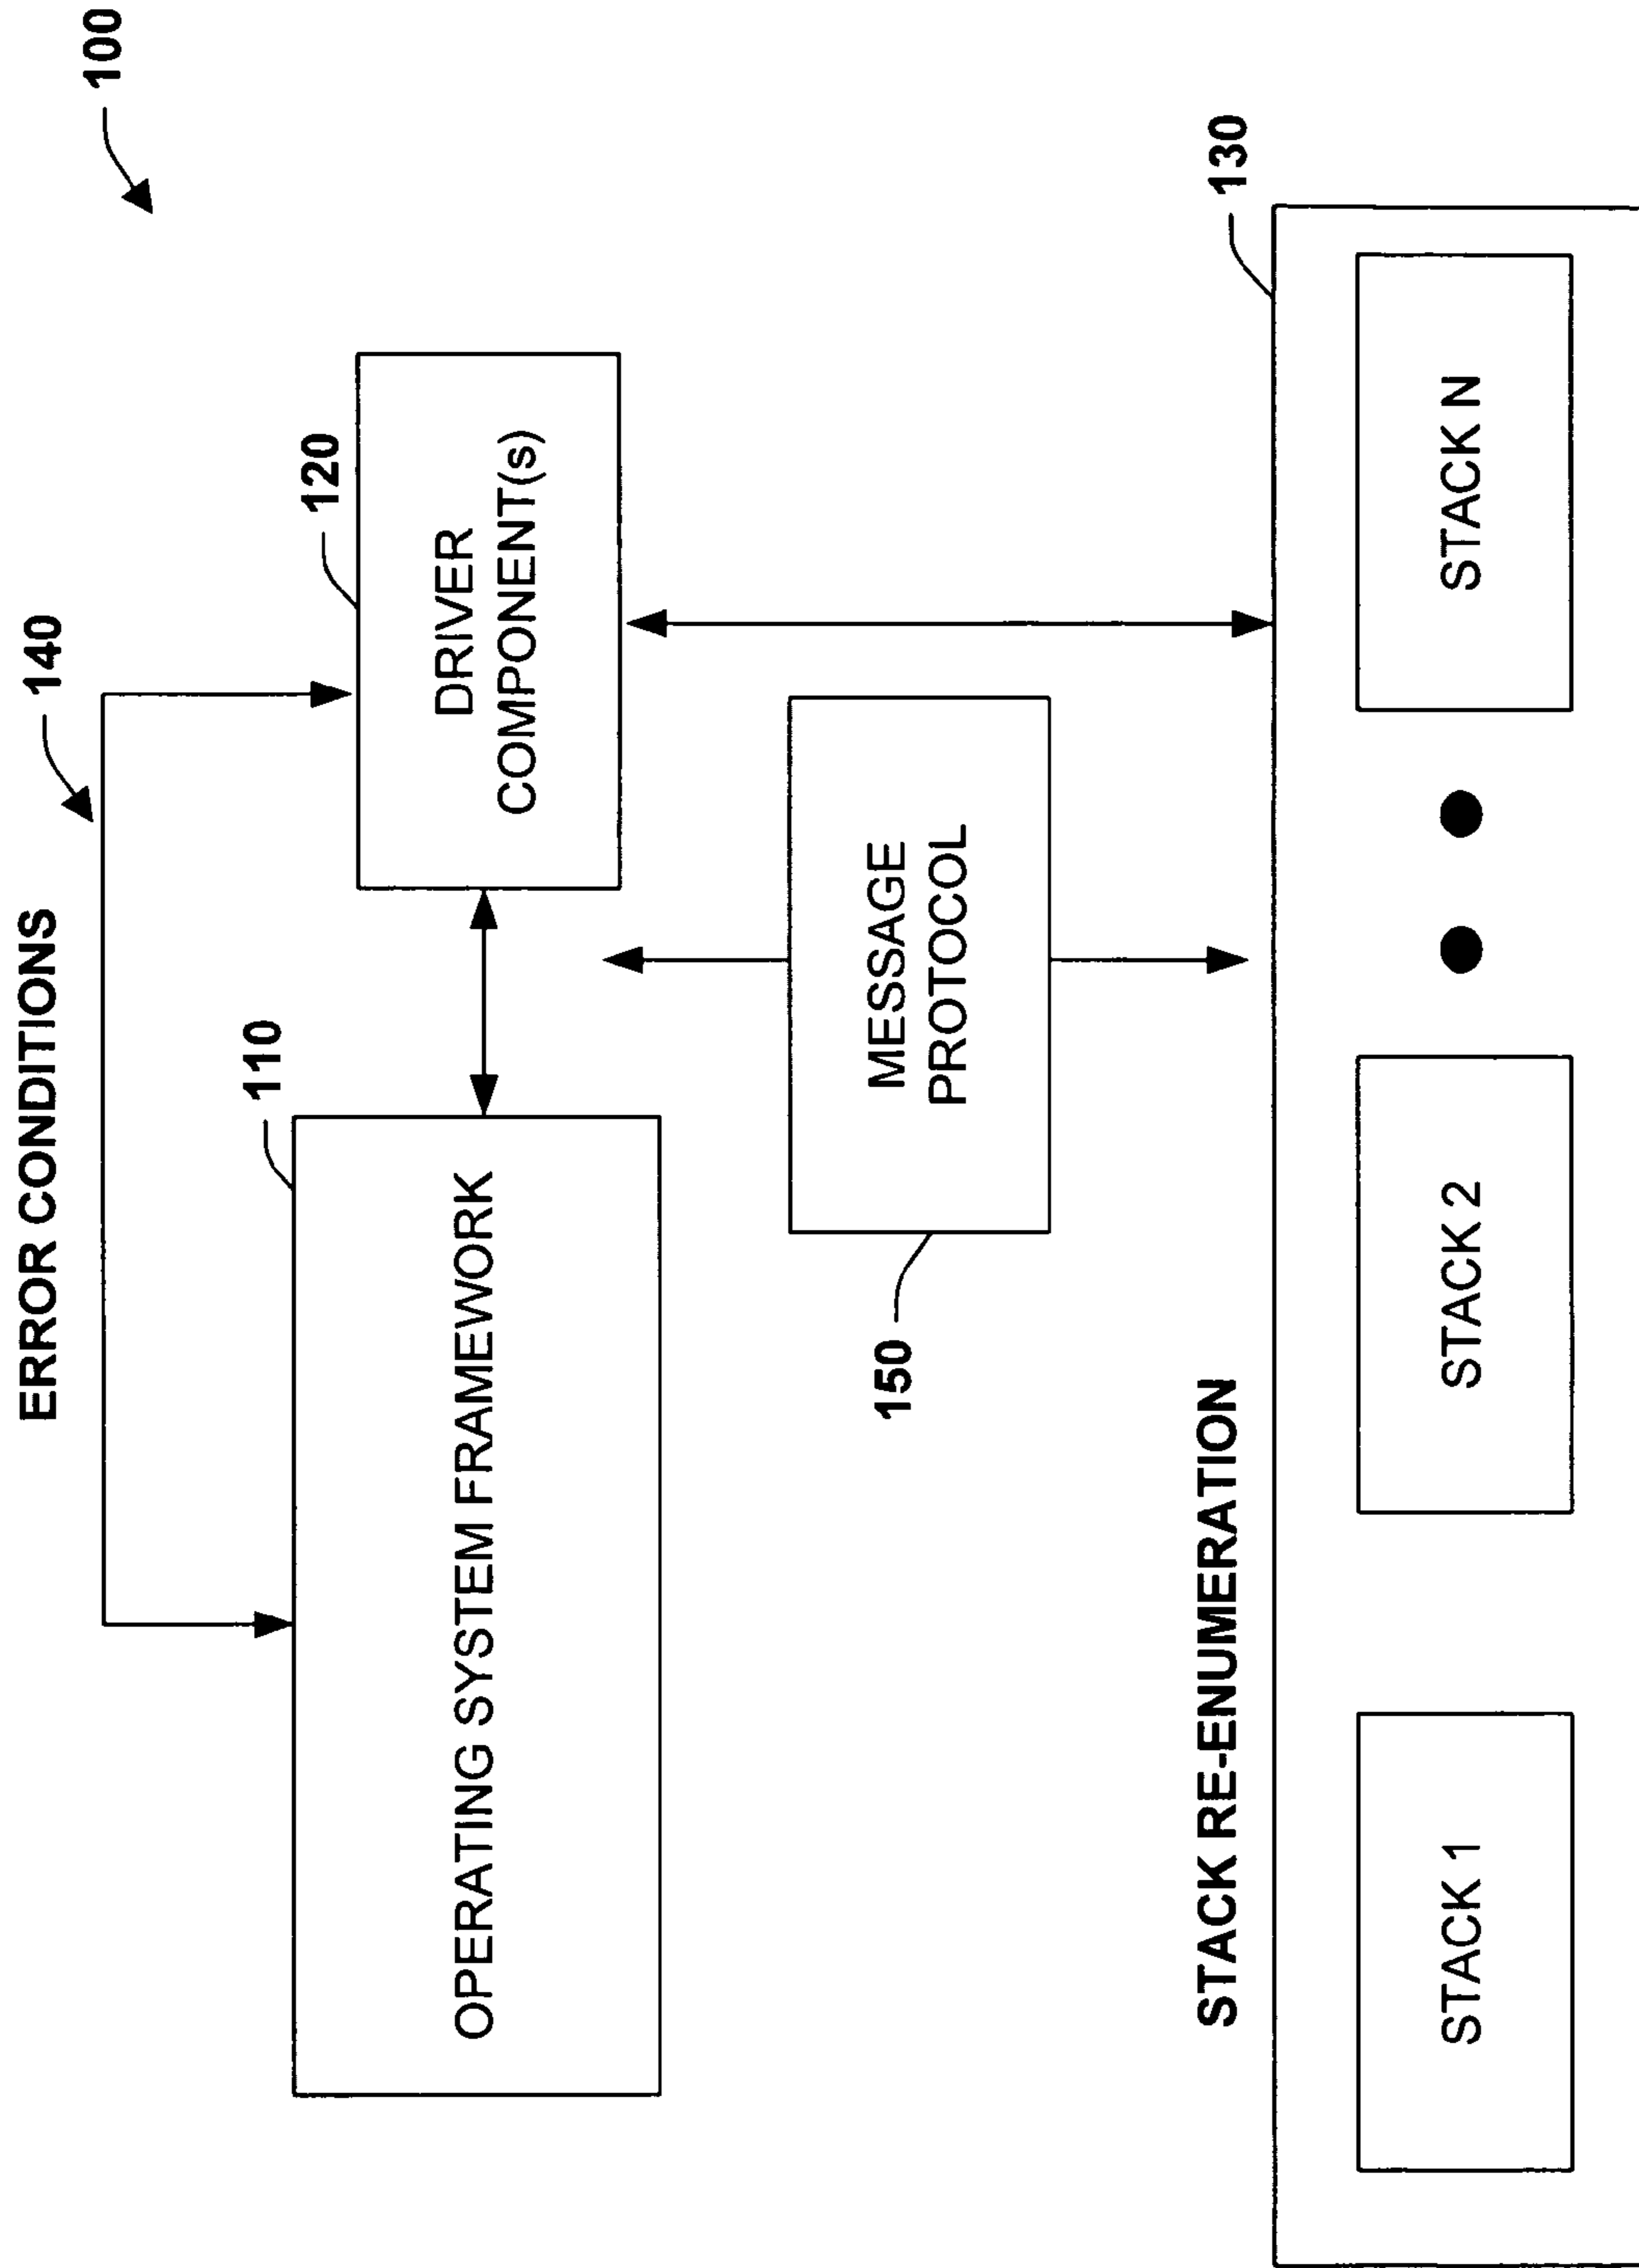 100
ERROR CONDITIONS
140
110
120
OPERATING SYSTEM FRAMEWORK
DRIVER
COMPONENT(s)
MESSAGE
PROTOCOL
150
STACK RE-ENUMERATION
130
STACK 1
STACK 2
STACK N